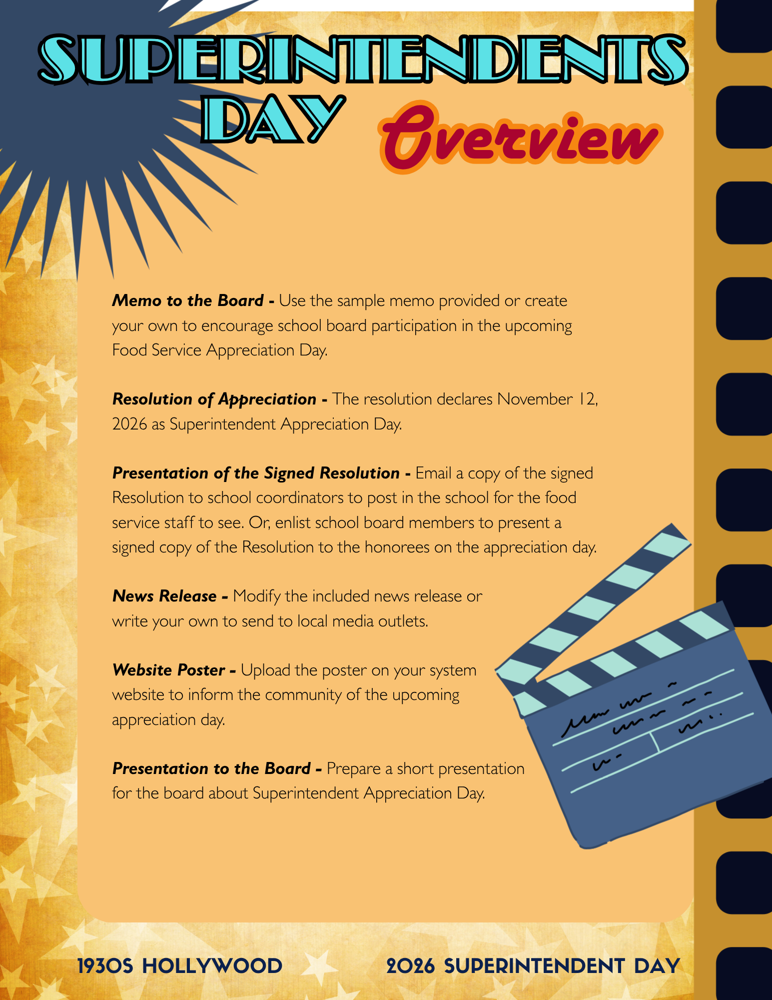 SUPERINTENDENTS
DAY
Overview
Memo to the Board - Use the sample memo provided or create
your own to encourage school board participation in the upcoming
Food Service Appreciation Day.
Resolution of Appreciation - The resolution declares November 12,
2026 as Superintendent Appreciation Day.
Presentation of the Signed Resolution - Email a copy of the signed
Resolution to school coordinators to post in the school for the food
service staff to see. Or, enlist school board members to present a
signed copy of the Resolution to the honorees on the appreciation day.
News Release - Modify the included news release or
write your own to send to local media outlets.
Website Poster - Upload the poster on your system
website to inform the community of the upcoming
appreciation day.
Presentation to the Board - Prepare a short presentation
for the board about Superintendent Appreciation Day.
1930S HOLLYWOOD
2026 SUPERINTENDENT DAY